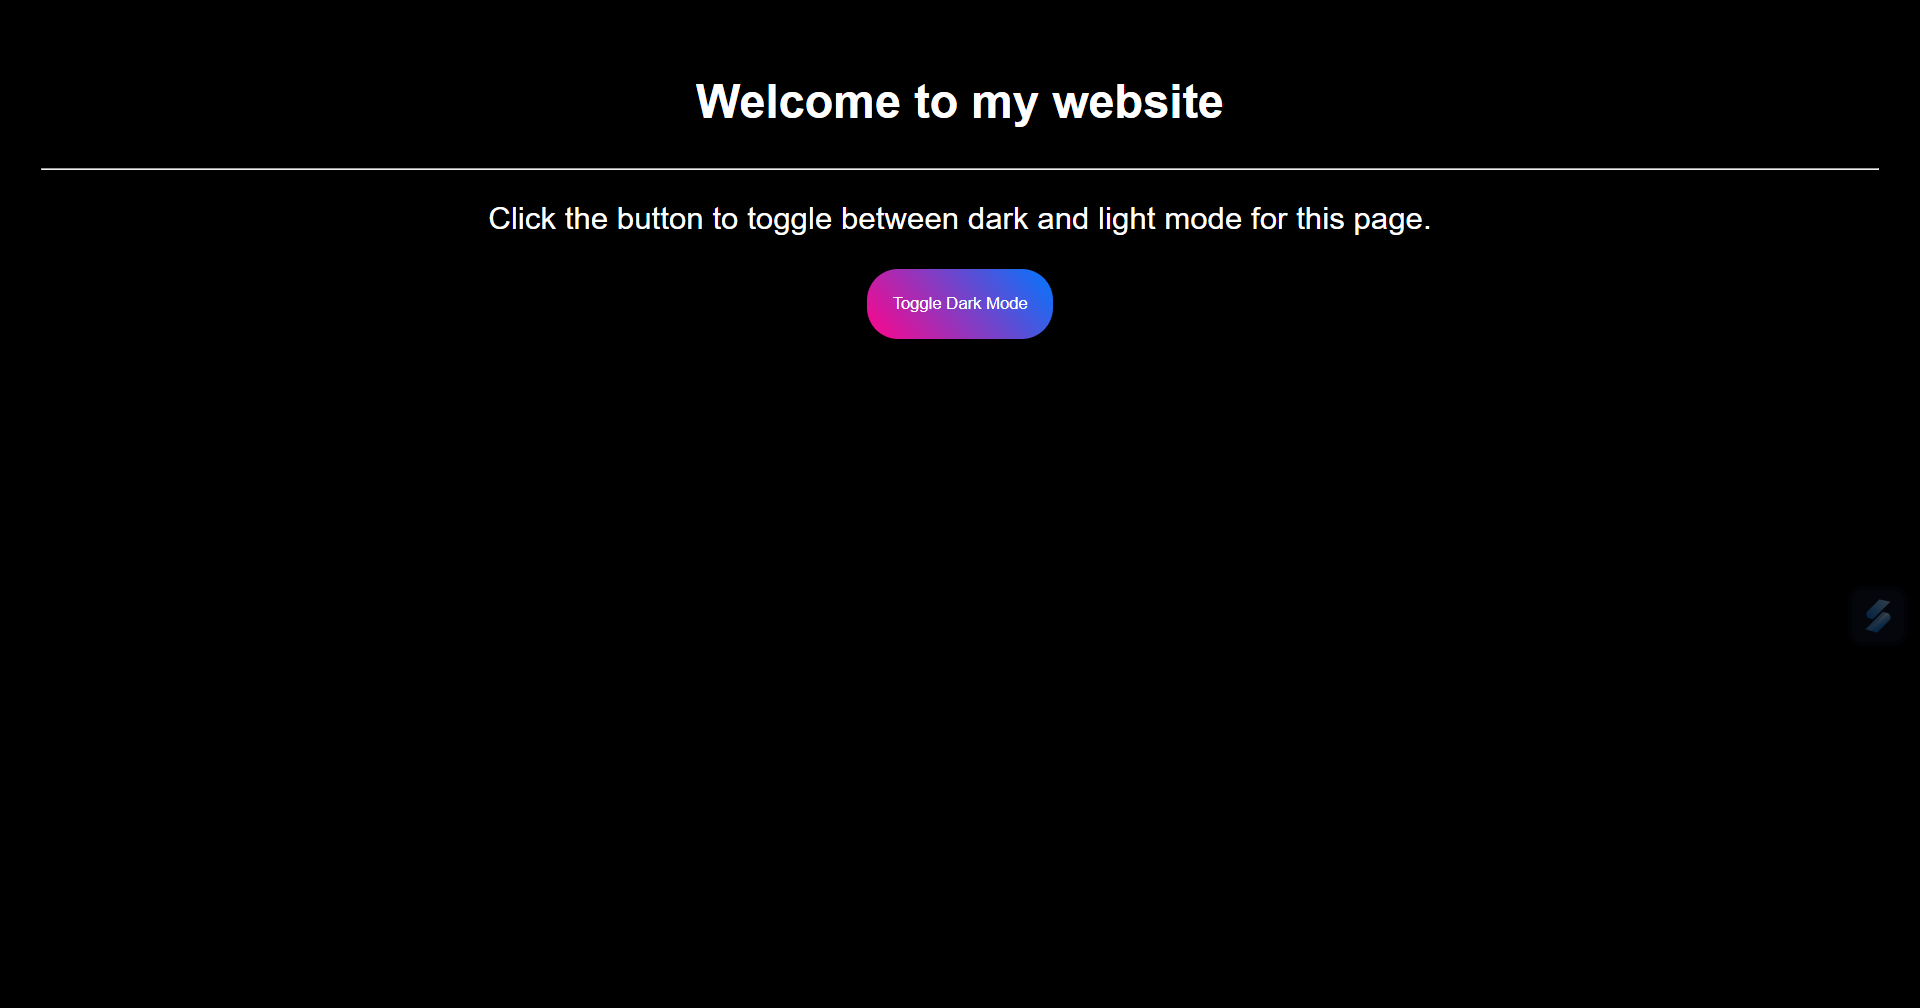 Welcome to my website
Click the button to toggle between dark and light mode for this page.
Toggle Dark Mode